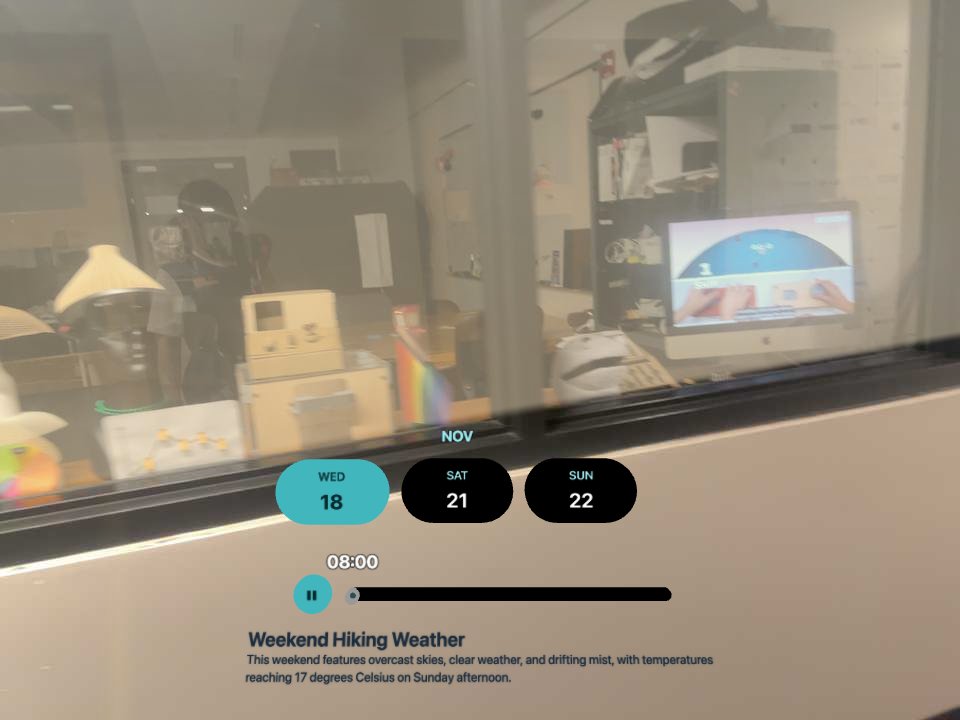 NOV
WED
18
SAT
21
SUN
22
08:00
Weekend Hiking Weather
This weekend features overcast skies, clear weather, and drifting mist, with temperatures
reaching 17 degrees Celsius on Sunday afternoon.